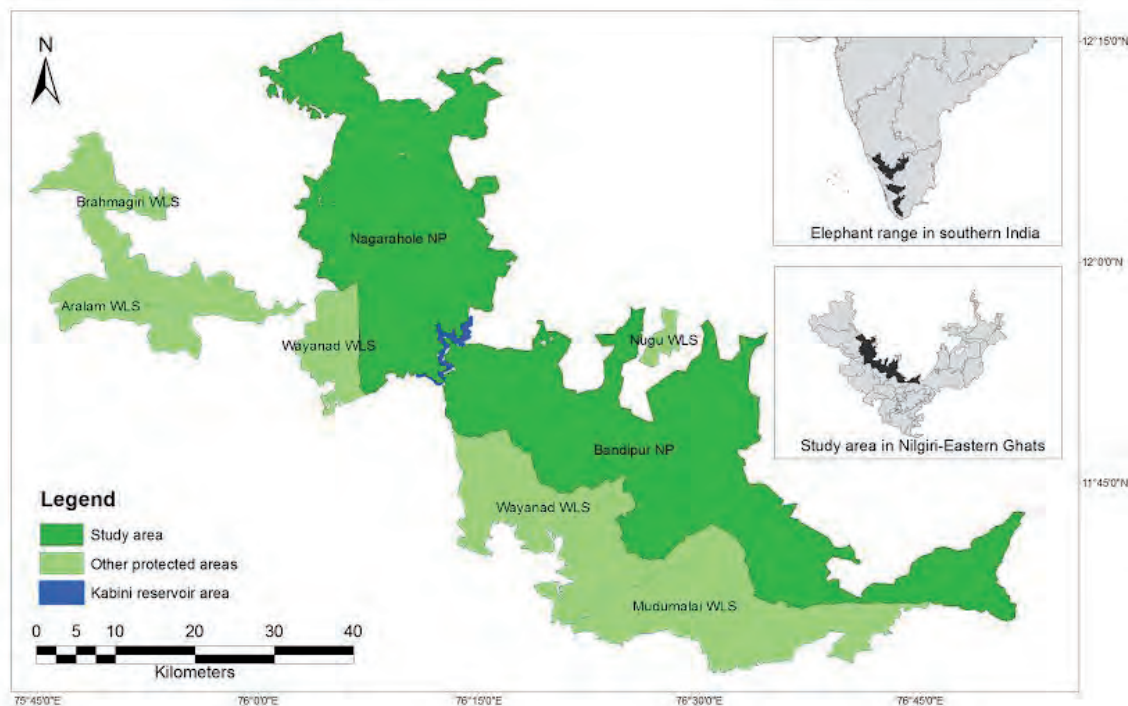 N
12°15'0"N
Elephant range in southern India
Brahmagiri WLS
Nagarahole NP
12°0'0"N
Aralam WLS
Wayanad WLS
Nugu WLS
Study area in Nilgiri-Eastern Ghats
Bandipur NP
11°45'0"N
Wayanad WLS
Mudumalai WLS
Legend
Study area
Other protected areas
Kabini reservoir area
0 5 10 20 30 40
Kilometers
75°45'0"E 76°0'0"E 76°15'0"E 76°30'0"E 76°45'0"E